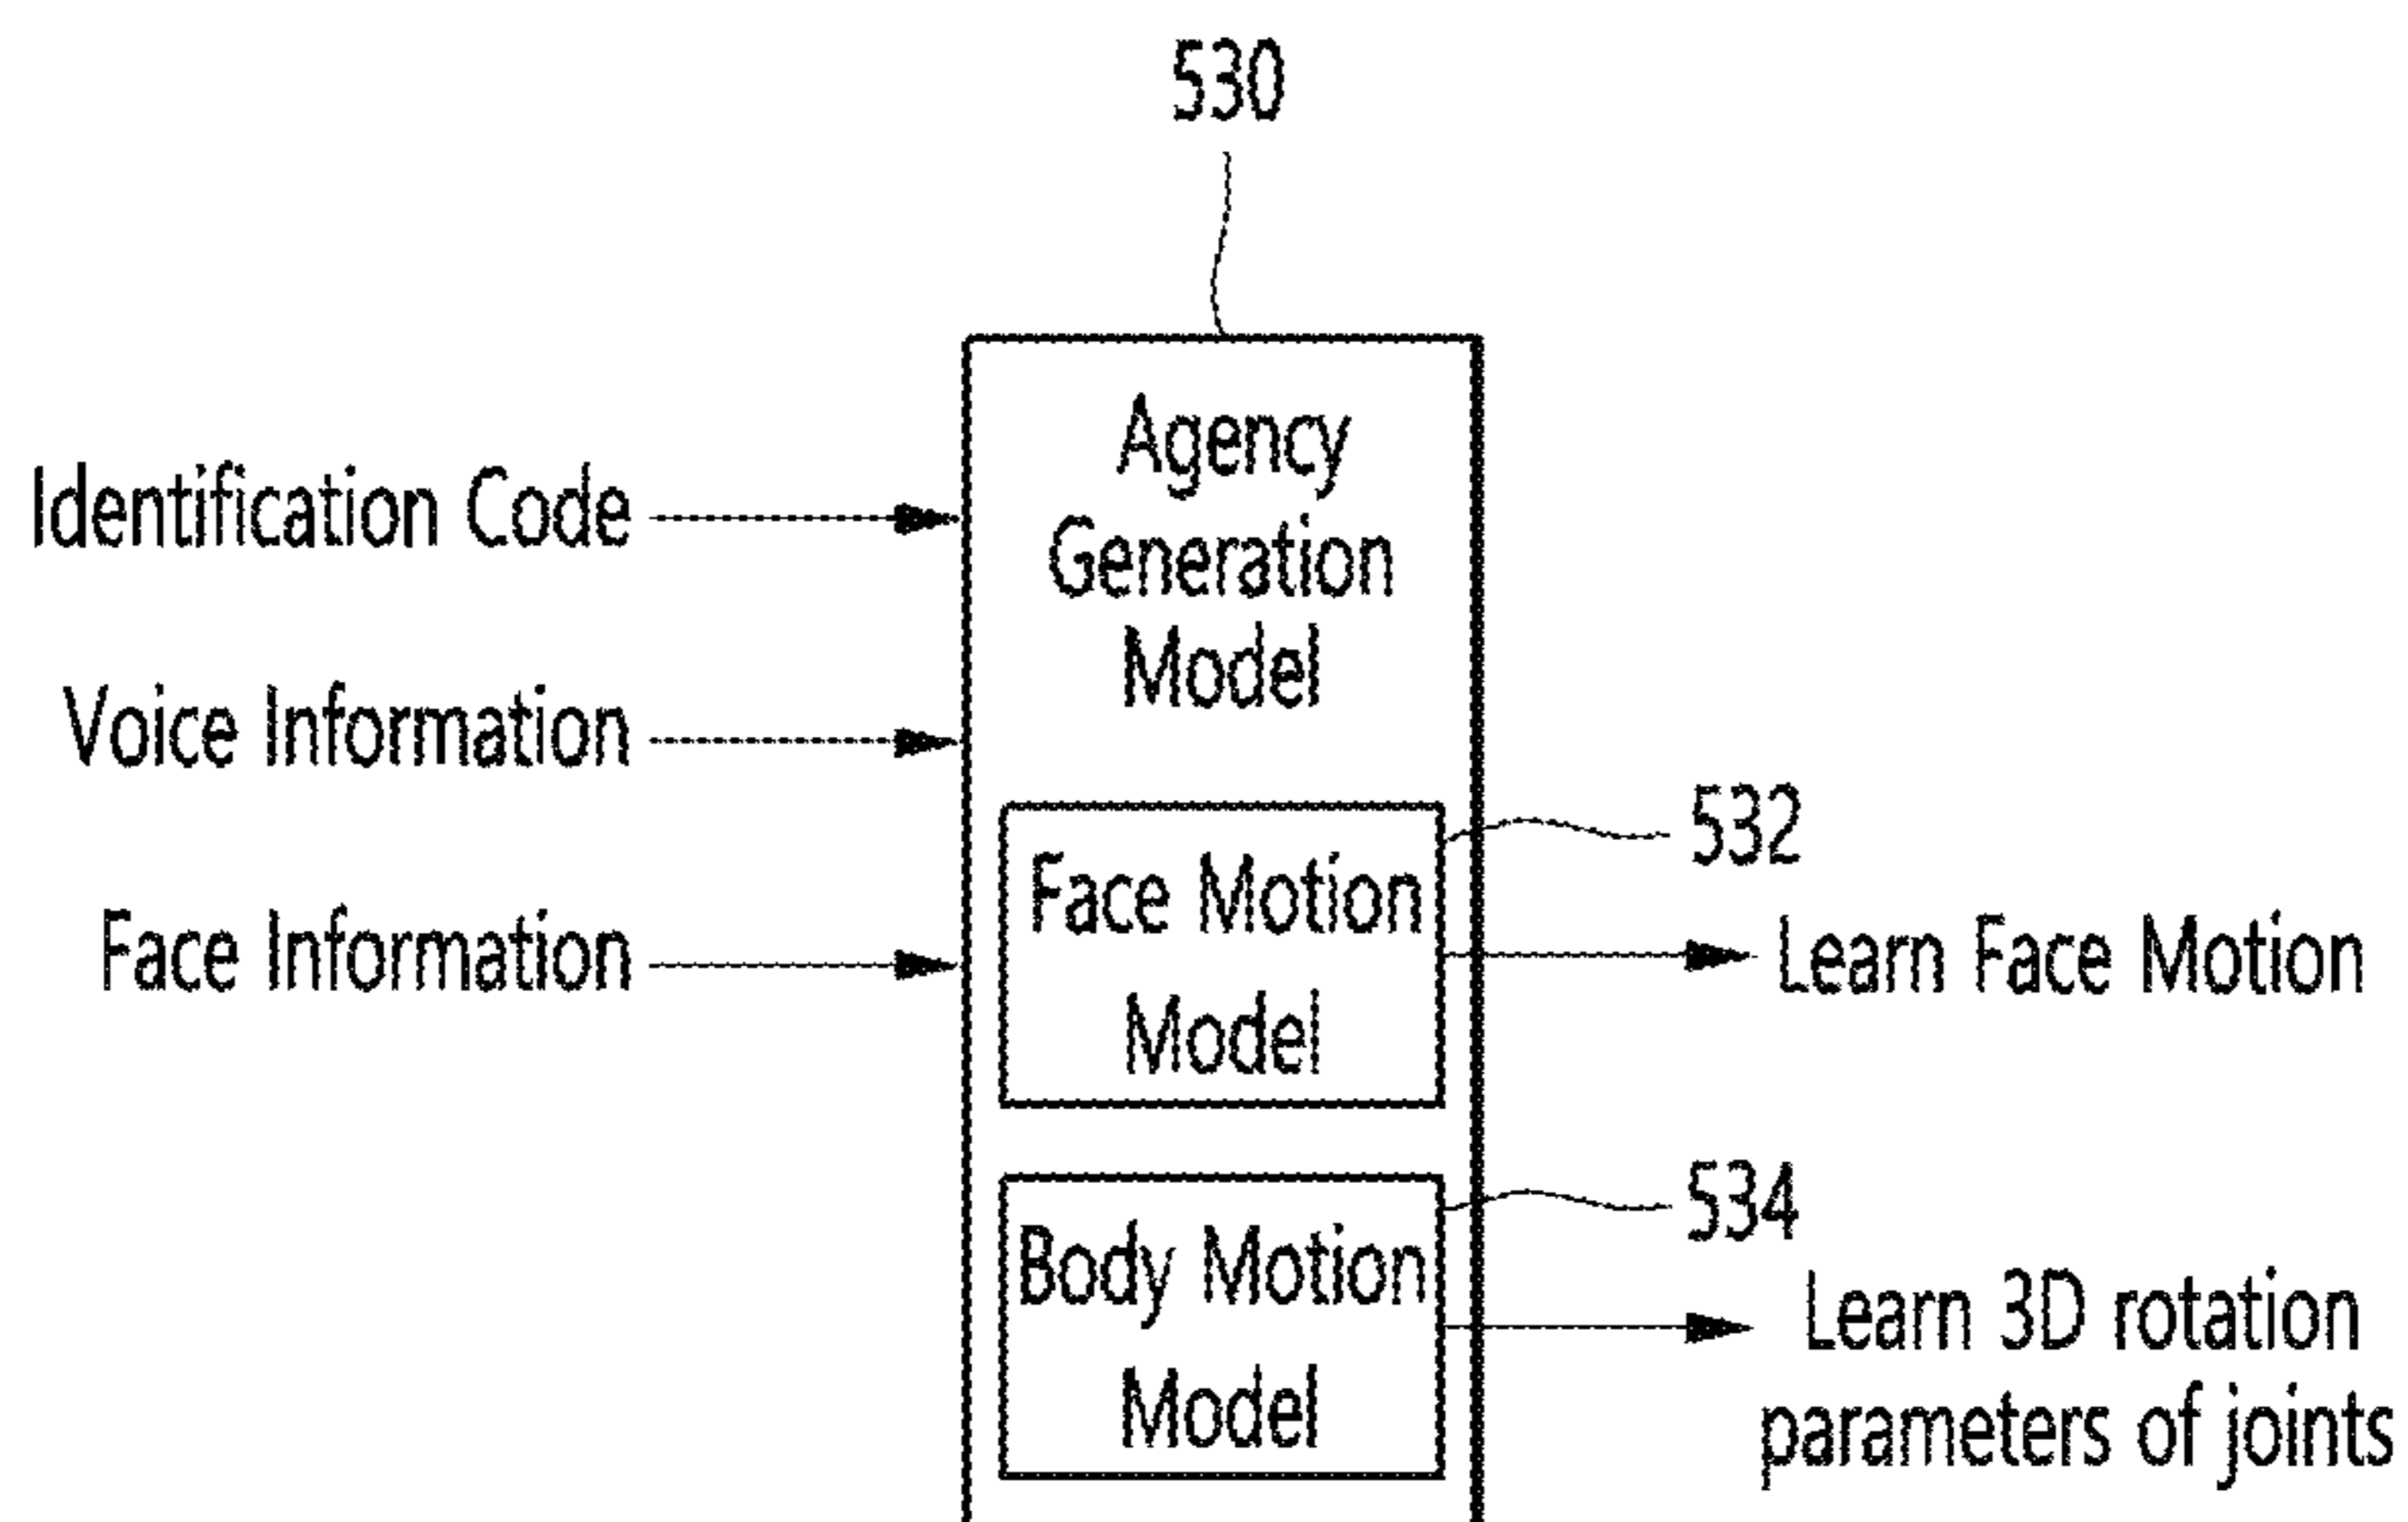 530
Agency
Generation
Model
Identification Code
Voice Information
Face Information
Face Motion
Model
532
Learn Face Motion
Body Motion
Model
534
Learn 3D rotation
parameters of joints